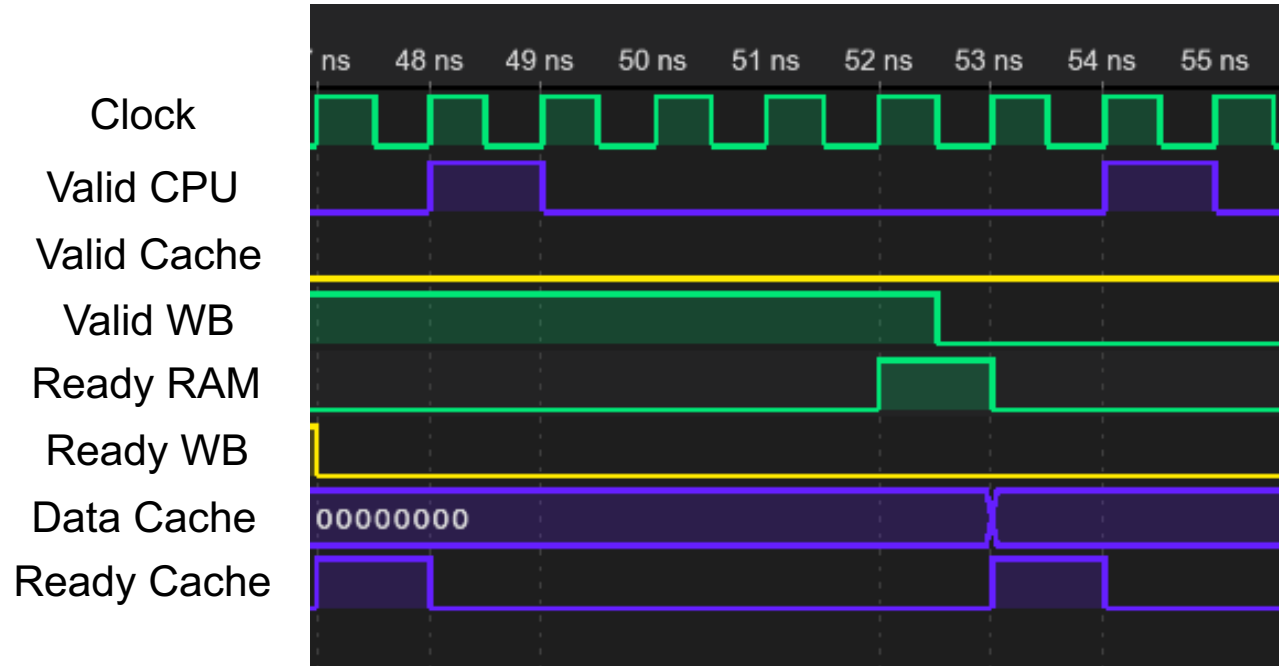 ' ns 48 ns 49 ns 50 ns 51 ns 52 ns 53 ns 54 ns 55 ns
Clock
Valid CPU
Valid Cache
Valid WB
Ready RAM
Ready WB
Data Cache 00000000
Ready Cache